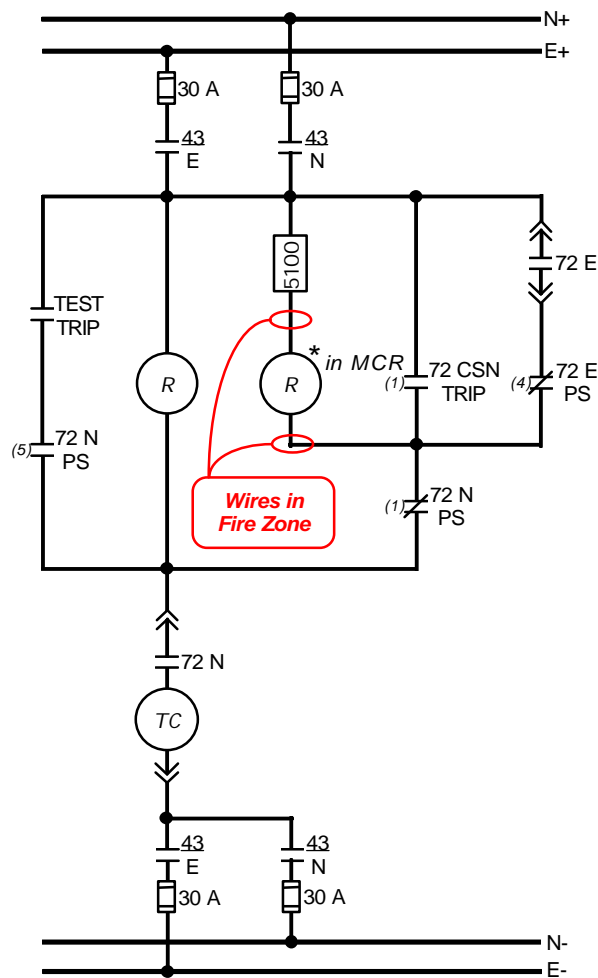 N+
E+
30 A
30 A
43
E
43
N
5100
TEST
TRIP
72 E
* in MCR
R
R
(1)
72 CSN
TRIP
(4)
72 E
PS
(5)
72 N
PS
Wires in
Fire Zone
(1)
72 N
PS
72 N
TC
43
E
43
N
30 A
30 A
N-
E-